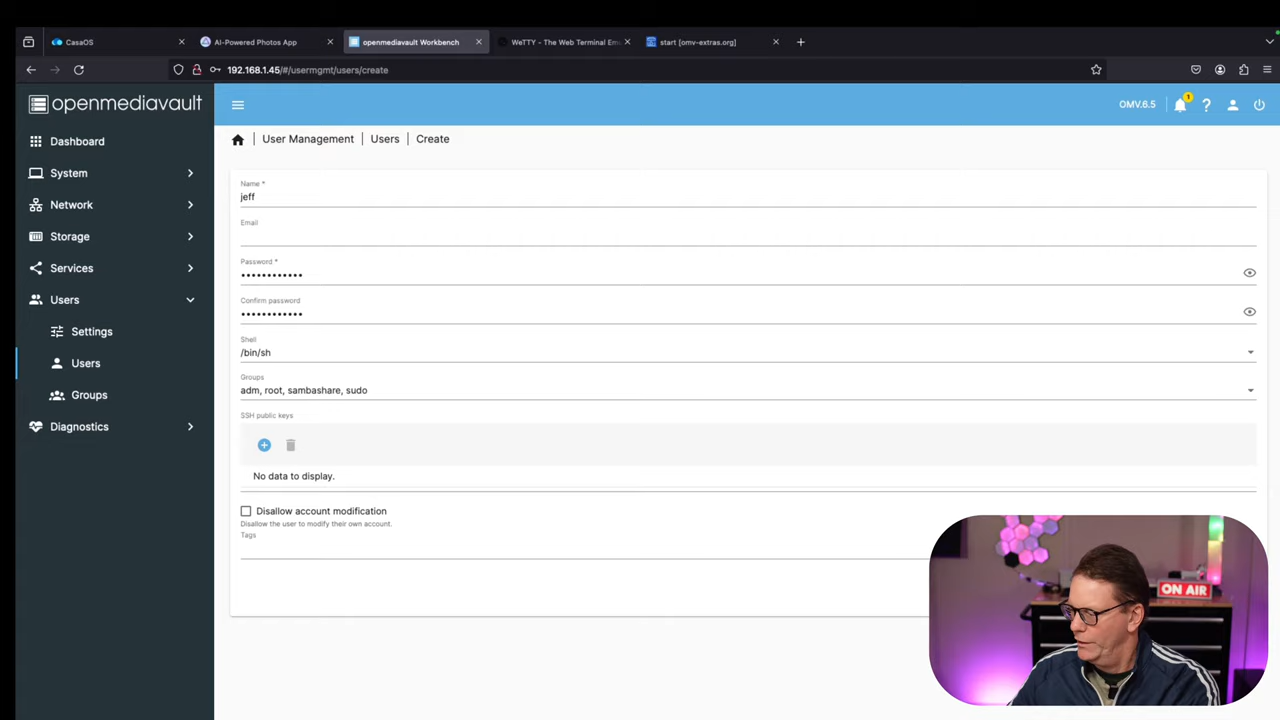 CasaOS
AI-Powered Photos App
openmediavault Workbench
WeTTY - The Web Terminal Em
start [omv-extras.org]
192.168.1.45/#/usermgmt/users/create
openmediavault
OMV.6.5
1
Dashboard
System
Network
Storage
Services
Users
Settings
Users
Groups
Diagnostics
User Management | Users | Create
Name *
jeff
Email
Password *
••••••••••••
Confirm password
••••••••••••
Shell
/bin/sh
Groups
adm, root, sambashare, sudo
SSH public keys
No data to display.
Disallow account modification
Disallow the user to modify their own account.
Tags
ON AIR